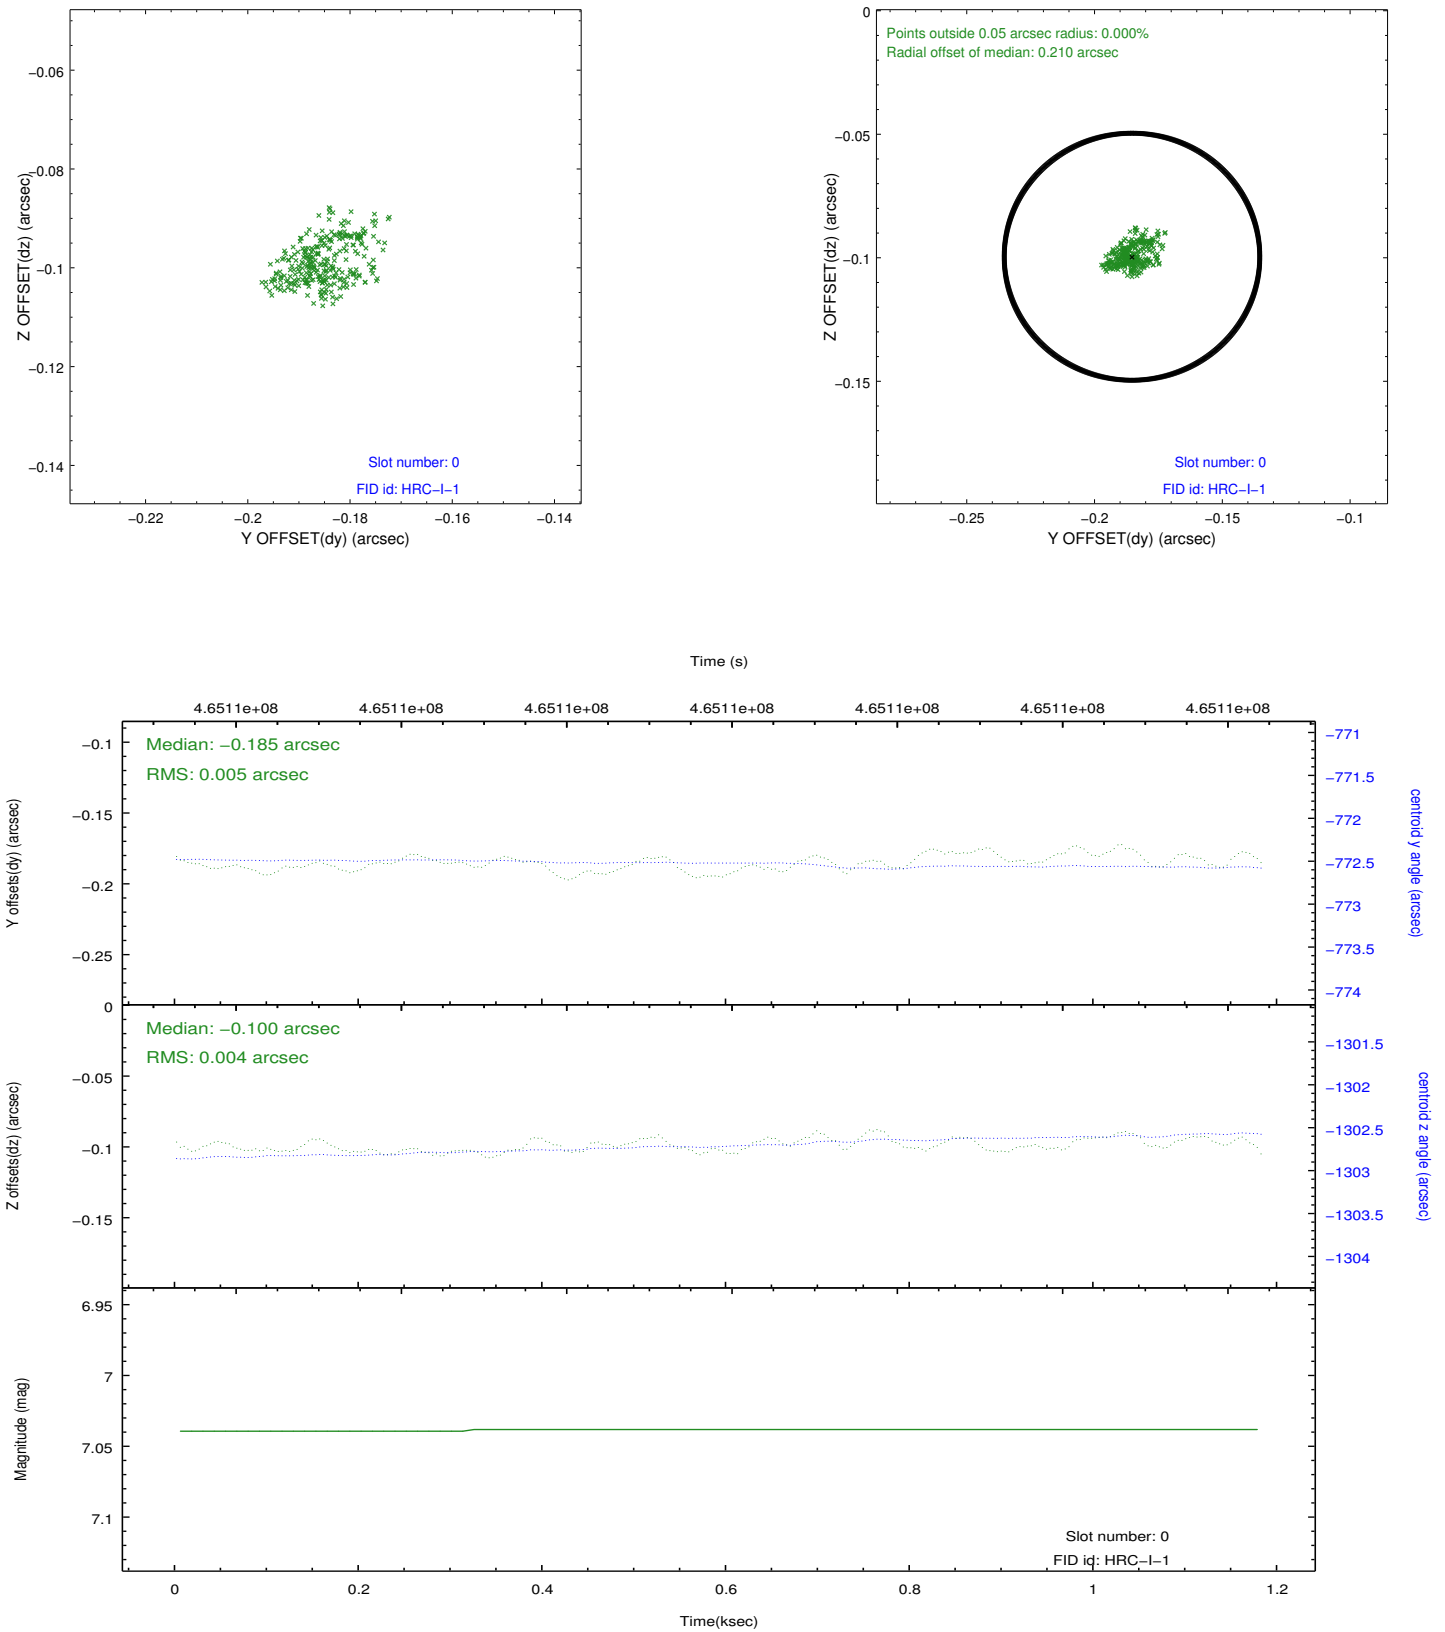 −0.06
−0.08
−0.1
−0.12
−0.14
Z OFFSET(dz) (arcsec)
Slot number: 0
FID id: HRC−I−1
−0.22
−0.2
−0.18
−0.16
−0.14
Y OFFSET(dy) (arcsec)
0
−0.05
−0.1
−0.15
Z OFFSET(dz) (arcsec)
Points outside 0.05 arcsec radius: 0.000%
Radial offset of median: 0.210 arcsec
Slot number: 0
FID id: HRC−I−1
−0.25
−0.2
−0.15
−0.1
Y OFFSET(dy) (arcsec)
Time (s)
4.6511e+08
4.6511e+08
4.6511e+08
4.6511e+08
4.6511e+08
4.6511e+08
4.6511e+08
Median: −0.185 arcsec
RMS: 0.005 arcsec
−0.1
−0.15
−0.2
−0.25
Y offsets(dy) (arcsec)
−771
−771.5
−772
−772.5
−773
−773.5
−774
centroid y angle (arcsec)
Median: −0.100 arcsec
RMS: 0.004 arcsec
0
−0.05
−0.1
−0.15
Z offsets(dz) (arcsec)
−1301.5
−1302
−1302.5
−1303
−1303.5
−1304
centroid z angle (arcsec)
6.95
7
7.05
7.1
Magnitude (mag)
Slot number: 0
FID id: HRC−I−1
0
0.2
0.4
0.6
0.8
1
1.2
Time(ksec)